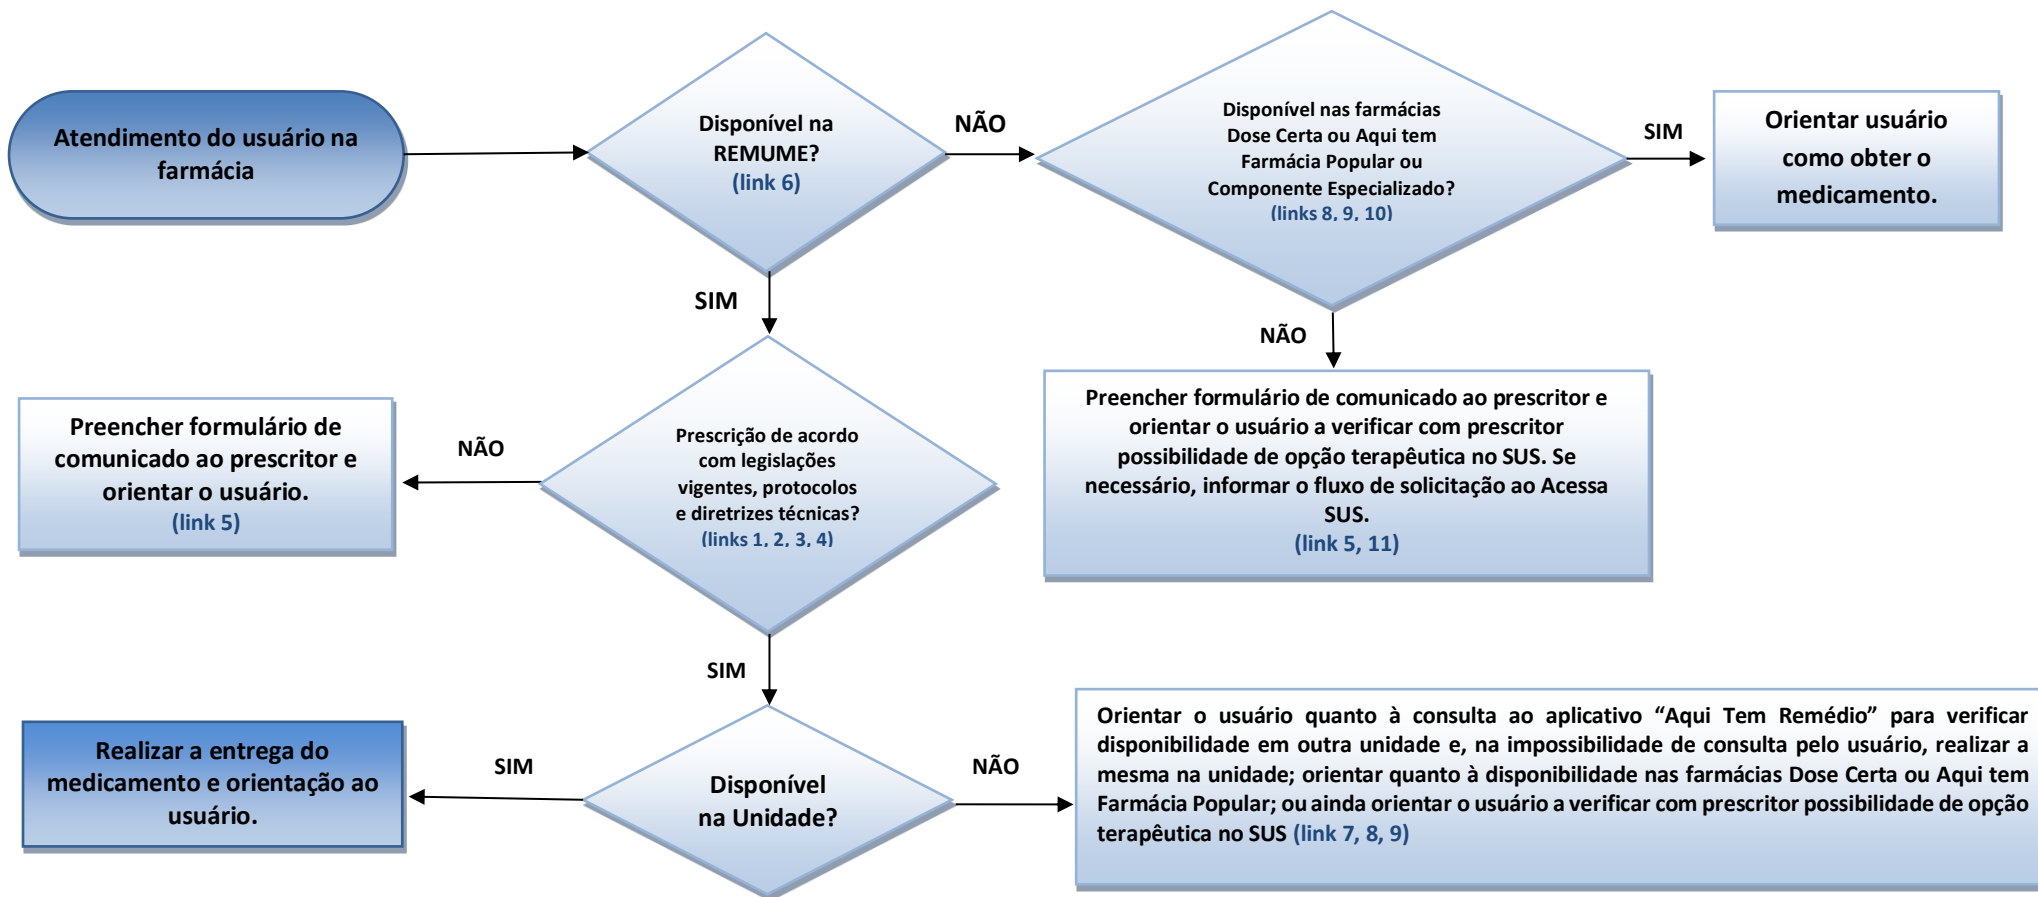 Atendimento do usuário na
farmácia
Disponível na
REMUME?
(link 6)
NÃO
Disponível nas farmácias
Dose Certa ou Aqui tem
Farmácia Popular ou
Componente Especializado?
(links 8, 9, 10)
SIM
Orientar usuário
como obter o
medicamento.
SIM
NÃO
Preencher formulário de
comunicado ao prescritor e
orientar o usuário.
(link 5)
NÃO
Prescrição de acordo
com legislações
vigentes, protocolos
e diretrizes técnicas?
(links 1, 2, 3, 4)
Preencher formulário de comunicado ao prescritor e
orientar o usuário a verificar com prescritor
possibilidade de opção terapêutica no SUS. Se
necessário, informar o fluxo de solicitação ao Acessa
SUS.
(link 5, 11)
SIM
Realizar a entrega do
medicamento e orientação ao
usuário.
SIM
Disponível
na Unidade?
NÃO
Orientar o usuário quanto à consulta ao aplicativo “Aqui Tem Remédio” para verificar
disponibilidade em outra unidade e, na impossibilidade de consulta pelo usuário, realizar a
mesma na unidade; orientar quanto à disponibilidade nas farmácias Dose Certa ou Aqui tem
Farmácia Popular; ou ainda orientar o usuário a verificar com prescritor possibilidade de opção
terapêutica no SUS (link 7, 8, 9)